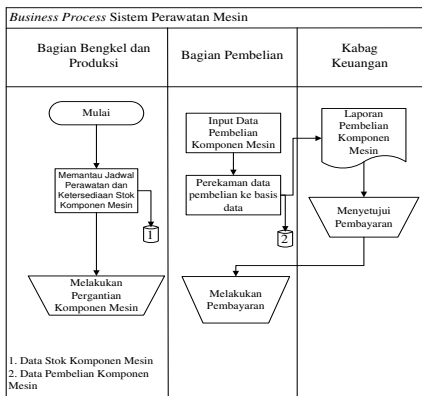 Business Process Sistem Perawatan Mesin
Bagian Bengkel dan
Produksi
Bagian Pembelian
Kabag
Keuangan
Mulai
Memantau Jadwal
Perawatan dan
Ketersediaan Stok
Komponen Mesin
1
Melakukan
Pergantian
Komponen Mesin
1. Data Stok Komponen Mesin
2. Data Pembelian Komponen
Mesin
Input Data
Pembelian
Komponen Mesin
Perekaman data
pembelian ke basis
data
2
Melakukan
Pembayaran
Laporan
Pembelian
Komponen
Mesin
Menyetujui
Pembayaran